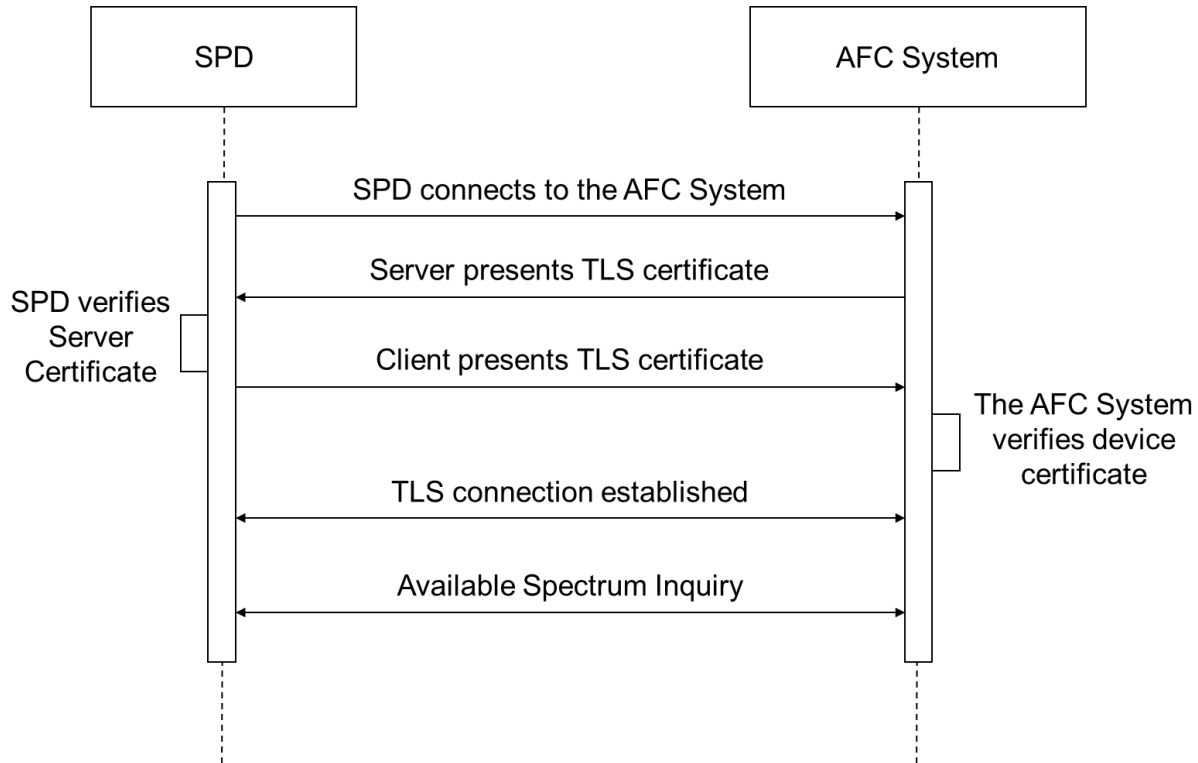 SPD
AFC System
SPD connects to the AFC System
Server presents TLS certificate
SPD verifies
Server
Certificate
Client presents TLS certificate
The AFC System
verifies device
certificate
TLS connection established
Available Spectrum Inquiry